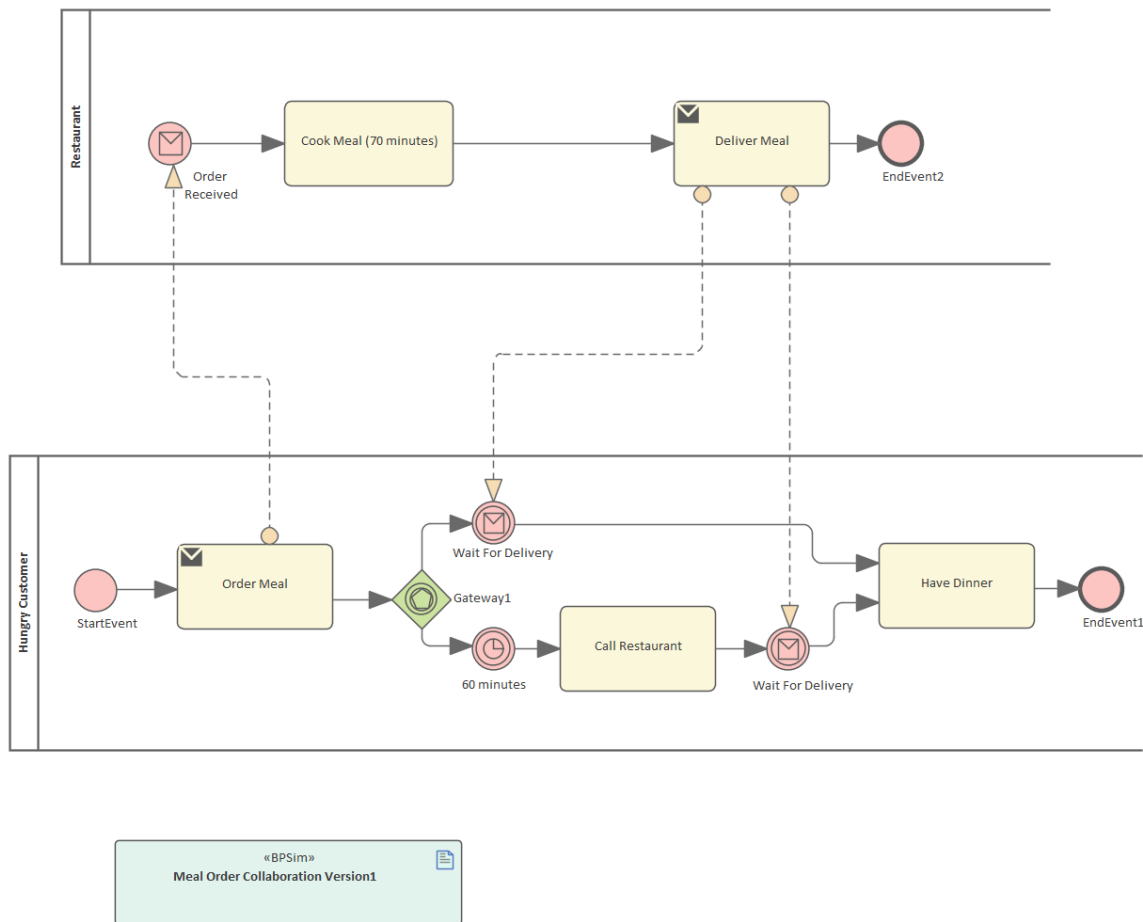 Restaurant
Cook Meal (70 minutes)
Deliver Meal
Order
Received
EndEvent2
Hungry Customer
Order Meal
StartEvent
Wait For Delivery
Gateway1
60 minutes
Call Restaurant
Wait For Delivery
Have Dinner
EndEvent1
«BPSim»
Meal Order Collaboration Version1